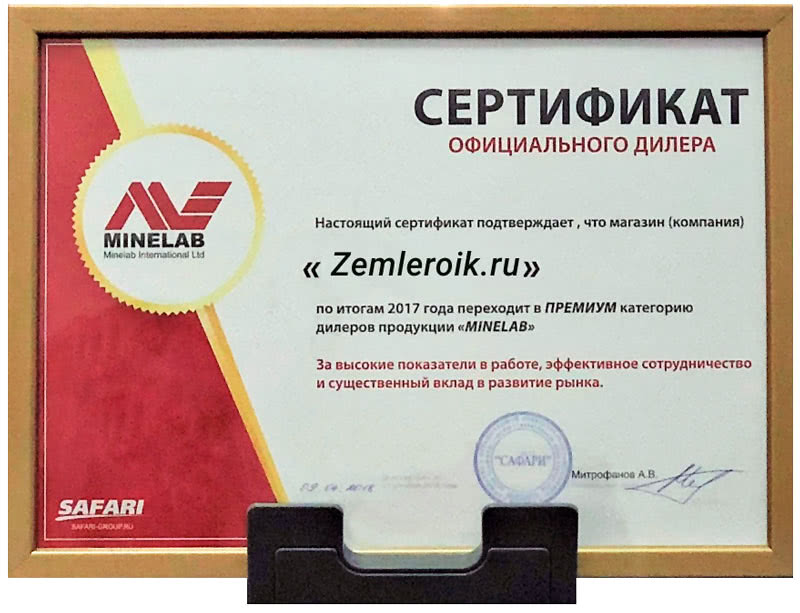 СЕРТИФИКАТ
ОФИЦИАЛЬНОГО ДИЛЕРА
MINELAB
Minelab International Ltd
Настоящий сертификат подтверждает , что магазин (компания)
« Zemleroik.ru»
по итогам 2017 года переходит в ПРЕМИУМ категорию
дилеров продукции «MINELAB»
За высокие показатели в работе, эффективное сотрудничество
и существенный вклад в развитие рынка.
"САФАРИ"
Митрофанов А.В.
SAFARI
SAFARI-GROUP.RU